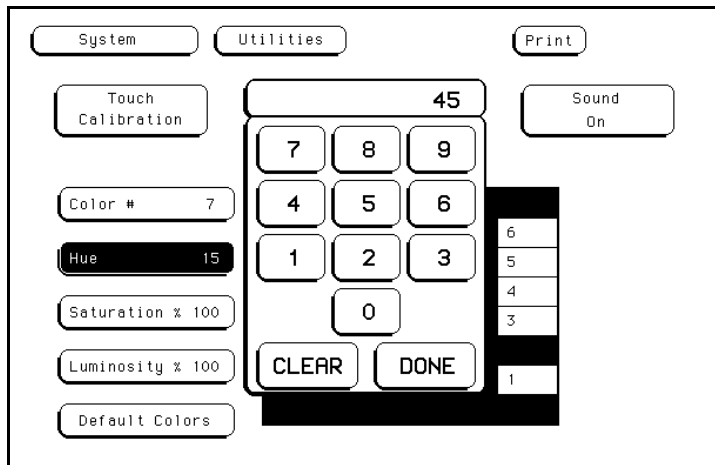 System Utilities Print
Touch
Calibration
45
Sound
On
7 8 9
Color # 7
4 5 6
6
Hue 15
1 2 3
5
4
Saturation % 100
0
3
Luminosity % 100
CLEAR DONE
1
Default Colors